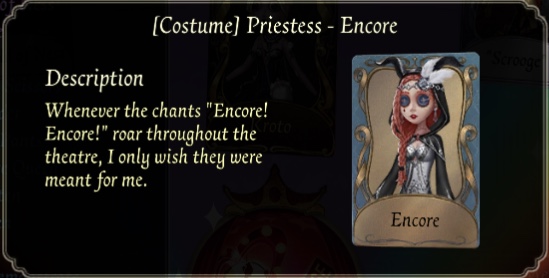 [Costume] Priestess - Encore
Description
Whenever the chants "Encore!
Encore!" roar throughout the
theatre, I only wish they were
meant for me.
Encore
"Scrooge